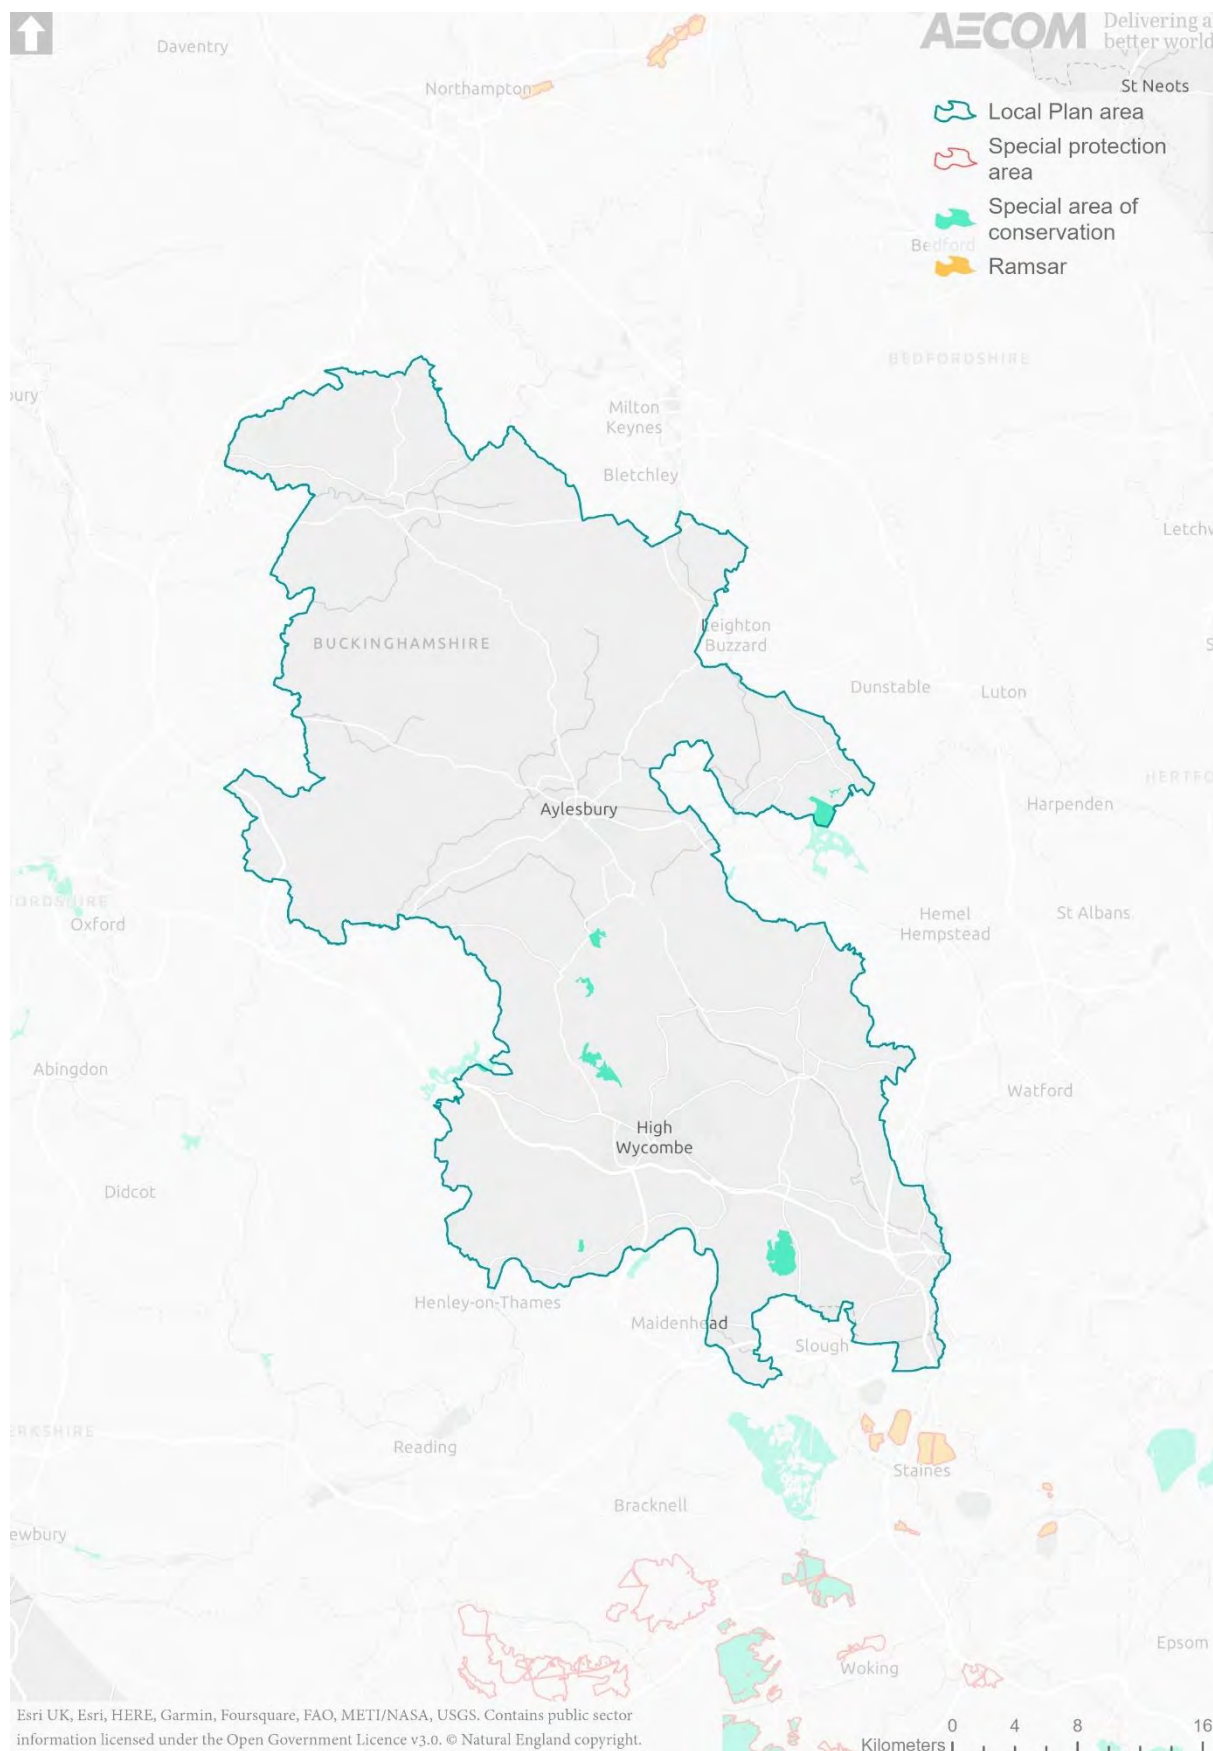 AECOM
Delivering a
better world
Daventry
Northampton
St Neots
Local Plan area
Special protection
area
Special area of
conservation
Ramsar
Bedford
BEDFORDSHIRE
ury
Milton
Keynes
Bletchley
Letchw
BUCKINGHAMSHIRE
Leighton
Buzzard
Dunstable
Luton
HERTFO
Aylesbury
Harpenden
FORDSHIRE
Oxford
Hemel
Hempstead
St Albans
Abingdon
Watford
High
Wycombe
Didcot
Henley-on-Thames
Maidenhead
Slough
ERKSHIRE
Reading
Staines
Bracknell
ewbury
Woking
Epsom
Esri UK, Esri, HERE, Garmin, Foursquare, FAO, METI/NASA, USGS. Contains public sector
information licensed under the Open Government Licence v3.0. © Natural England copyright.
0 4 8 16
Kilometers